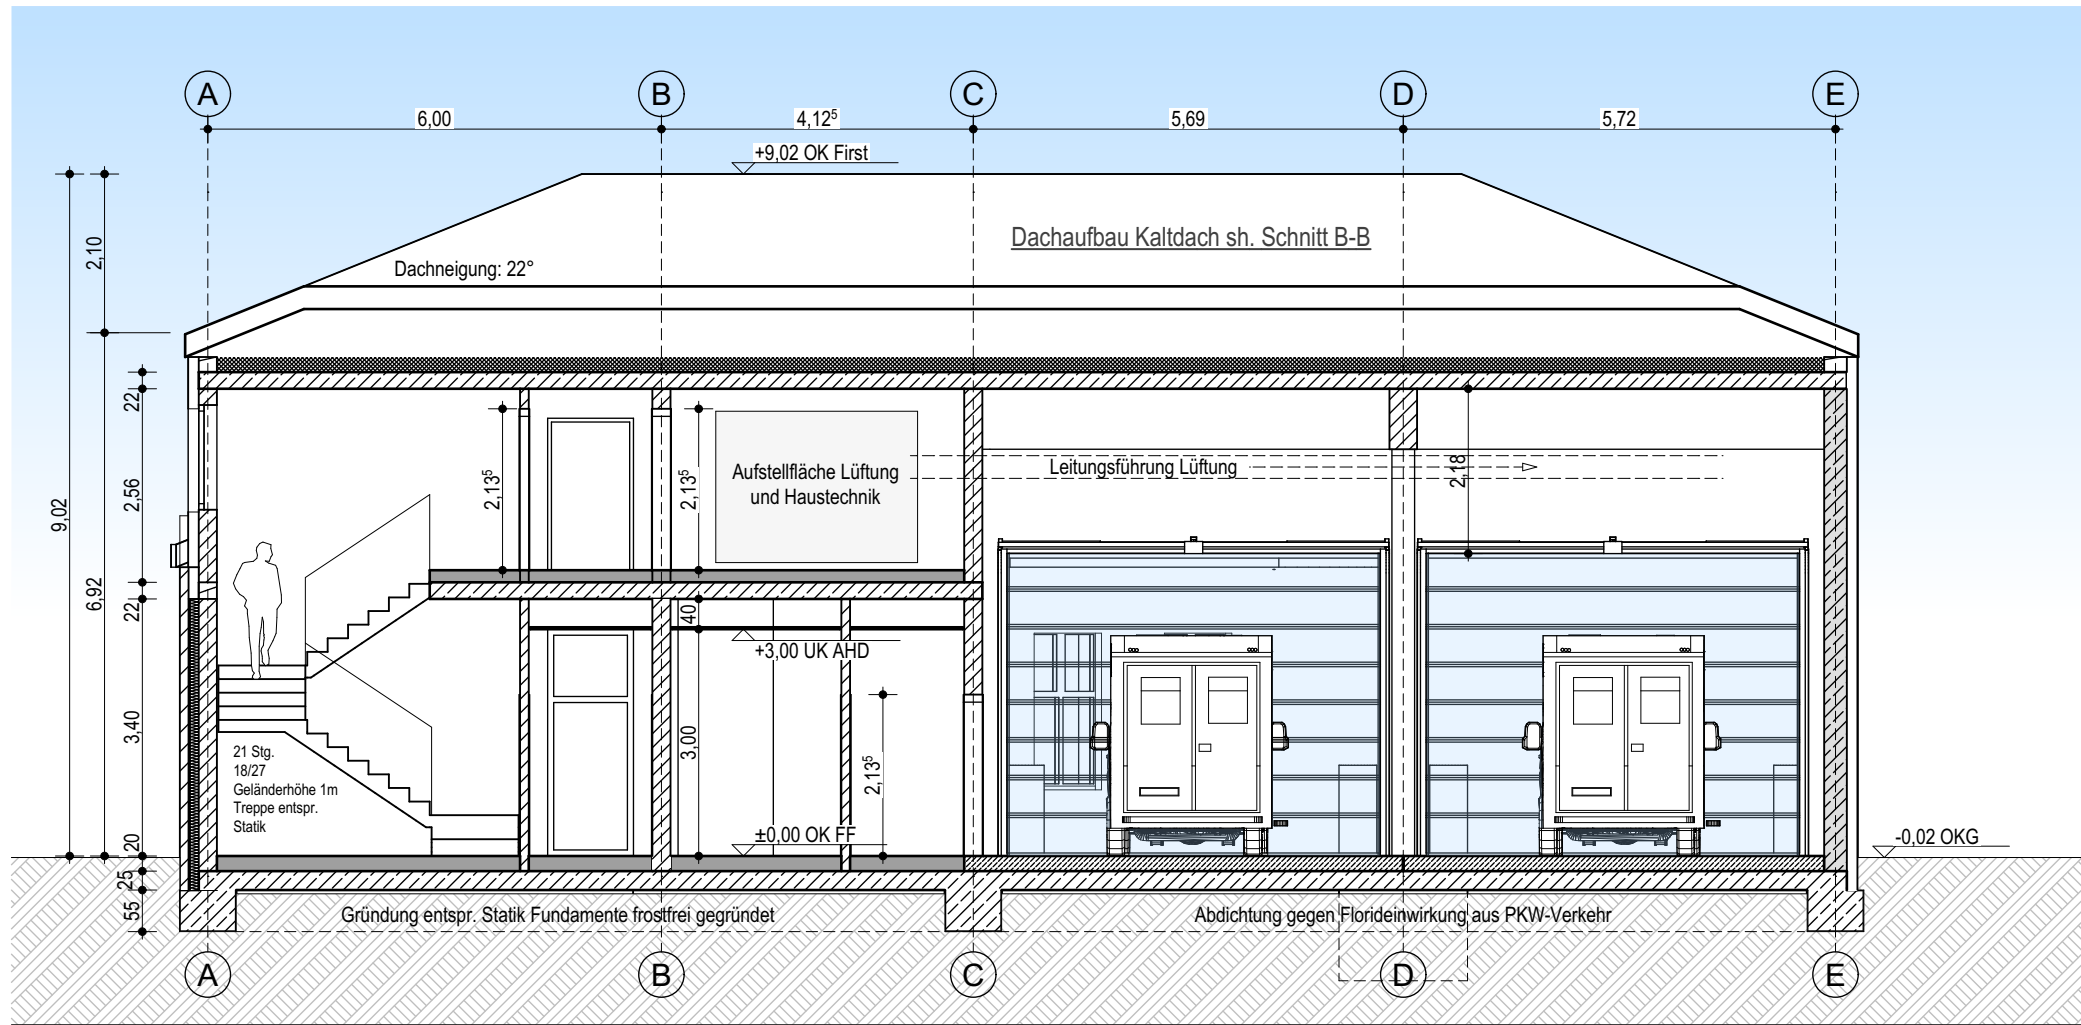 A
B
C
D
E
6,00
4,12⁵
5,69
5,72
+9,02 OK First
Dachaufbau Kaltdach sh. Schnitt B-B
Dachneigung: 22°
2,10
9,02
6,92
22
2,56
22
3,40
20
25
55
2,13⁵
2,13⁵
Aufstellfläche Lüftung
und Haustechnik
Leitungsführung Lüftung
2,18
40
+3,00 UK AHD
3,00
2,13⁵
21 Stg.
18/27
Geländerhöhe 1m
Treppe entspr.
Statik
±0,00 OK FF
-0,02 OKG
Gründung entspr. Statik Fundamente frostfrei gegründet
Abdichtung gegen Florideinwirkung aus PKW-Verkehr
A
B
C
D
E